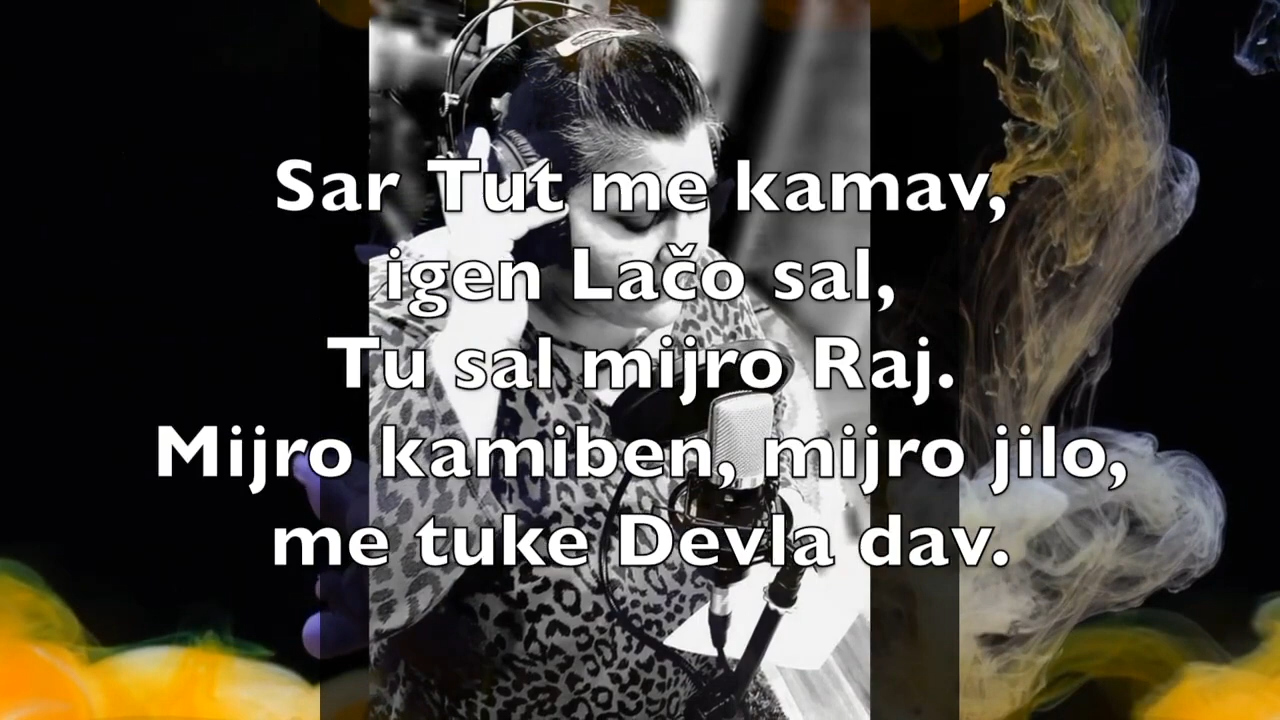 Sar Tut me kamav,
igen Lačo sal,
Tu sal mijro Raj.
Mijro kamiben, mijro jilo,
me tuke Devla dav.